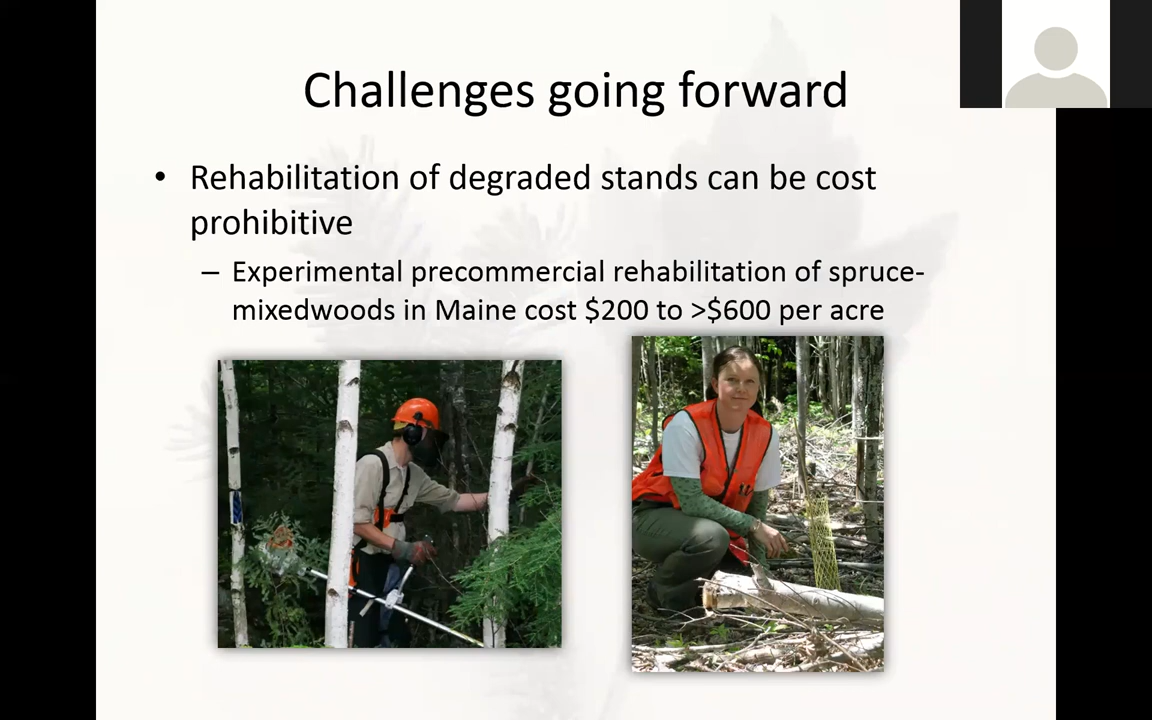 Challenges going forward
• Rehabilitation of degraded stands can be cost
prohibitive
– Experimental precommercial rehabilitation of spruce-
mixedwoods in Maine cost $200 to >$600 per acre